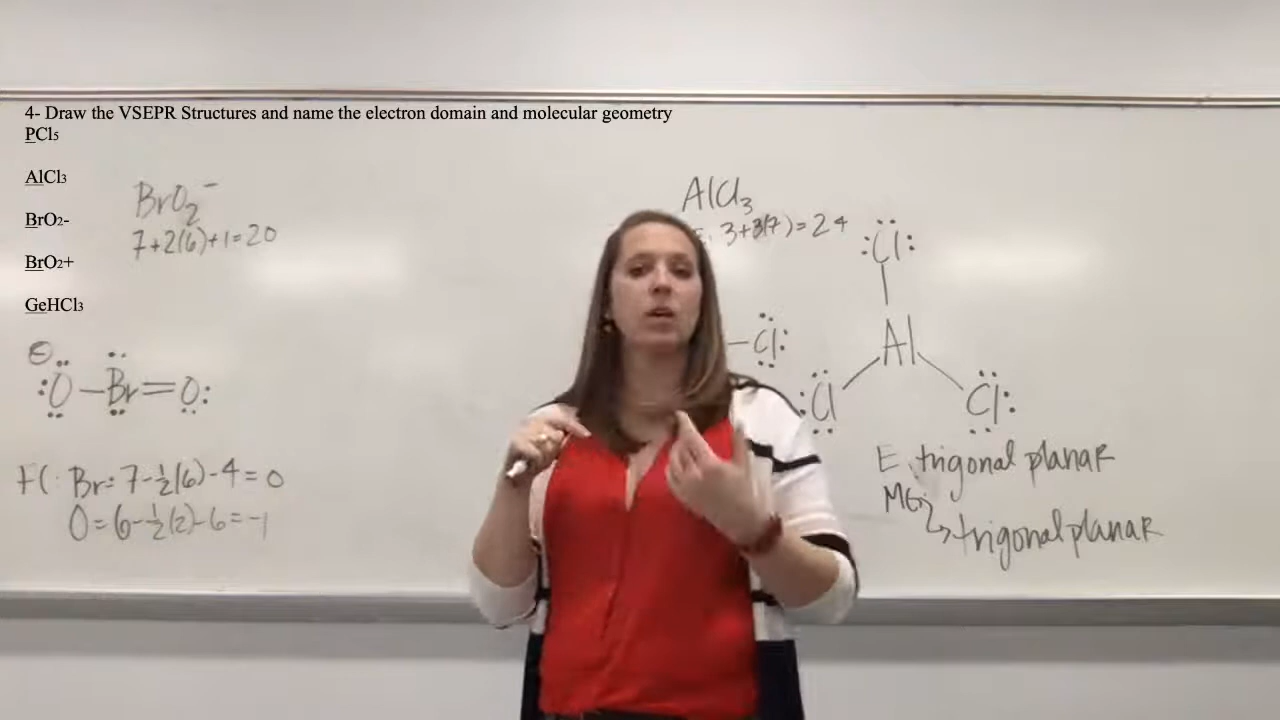 4- Draw the VSEPR Structures and name the electron domain and molecular geometry
PCl5
AlCl3
BrO2-
BrO2+
GeHCl3
BrO2-
7+2(6)+1=20
O Br O
FC: Br= 7-1/2(6)-4=0
O=6-1/2(2)-6=-1
AlCl3
3+3(7)=24
Cl
Cl
Al
Cl Cl
E trigonal planar
MG
trigonal planar